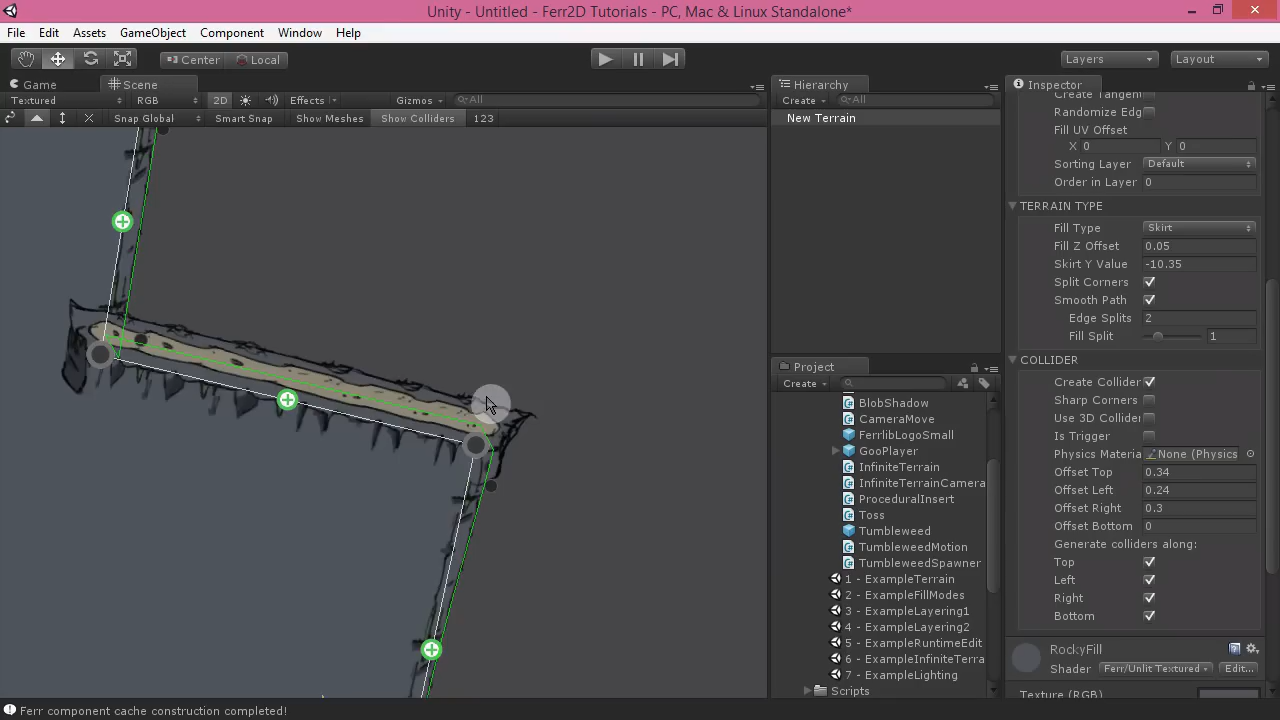 Unity - Untitled - Ferr2D Tutorials - PC, Mac & Linux Standalone*
File Edit Assets GameObject Component Window Help
Center Local Layers Layout
Game Scene
Textured RGB 2D Effects Gizmos All
Snap Global Smart Snap Show Meshes Show Colliders 123
Hierarchy
Create All
New Terrain
Project
Create
BlobShadow
CameraMove
FerrlibLogoSmall
GooPlayer
InfiniteTerrain
InfiniteTerrainCamera
ProceduralInsert
Toss
Tumbleweed
TumbleweedMotion
TumbleweedSpawner
1 - ExampleTerrain
2 - ExampleFillModes
3 - ExampleLayering1
4 - ExampleLayering2
5 - ExampleRuntimeEdit
6 - ExampleInfiniteTerra
7 - ExampleLighting
Scripts
Inspector
Create Tangen
Randomize Edg
Fill UV Offset
X 0 Y 0
Sorting Layer Default
Order in Layer 0
TERRAIN TYPE
Fill Type Skirt
Fill Z Offset 0.05
Skirt Y Value -10.35
Split Corners
Smooth Path
Edge Splits 2
Fill Split 1
COLLIDER
Create Collider
Sharp Corners
Use 3D Collider
Is Trigger
Physics Materia None (Physics
Offset Top 0.34
Offset Left 0.24
Offset Right 0.3
Offset Bottom 0
Generate colliders along:
Top
Left
Right
Bottom
RockyFill
Shader Ferr/Unlit Textured Edit...
Texture (RGB)
Ferr component cache construction completed!